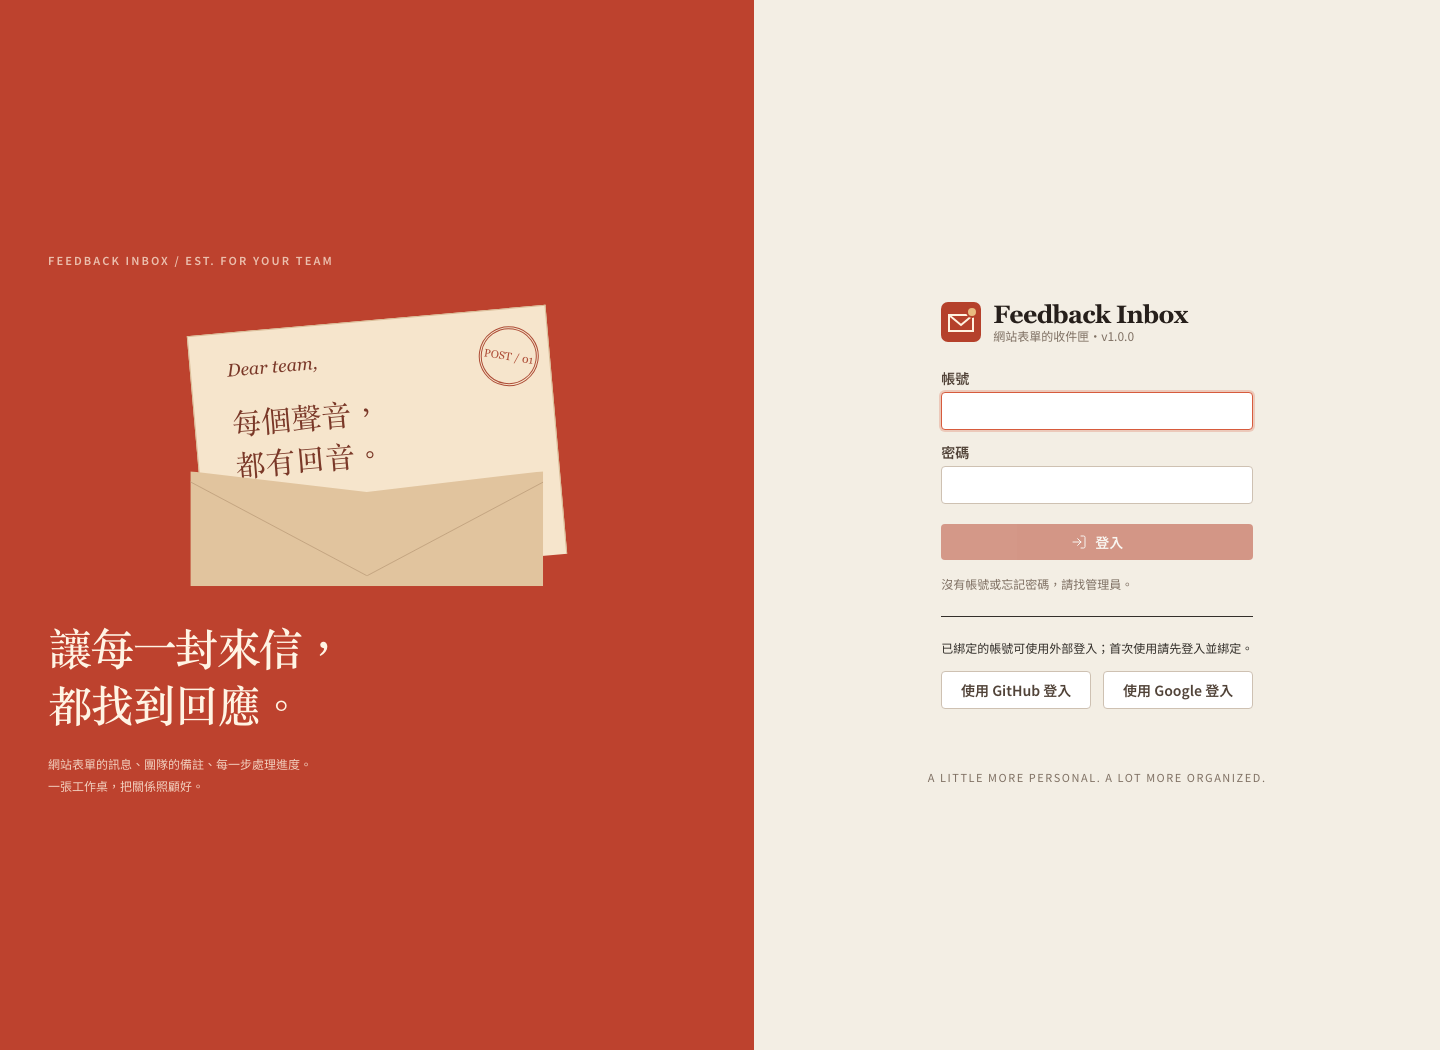 FEEDBACK INBOX / EST. FOR YOUR TEAM
Dear team,
POST / 01
每個聲音，
都有回音。
讓每一封來信，
都找到回應。
網站表單的訊息、團隊的備註、每一步處理進度。
一張工作桌，把關係照顧好。
Feedback Inbox
網站表單的收件匣・v1.0.0
帳號
密碼
登入
沒有帳號或忘記密碼，請找管理員。
已綁定的帳號可使用外部登入；首次使用請先登入並綁定。
使用 GitHub 登入
使用 Google 登入
A LITTLE MORE PERSONAL. A LOT MORE ORGANIZED.